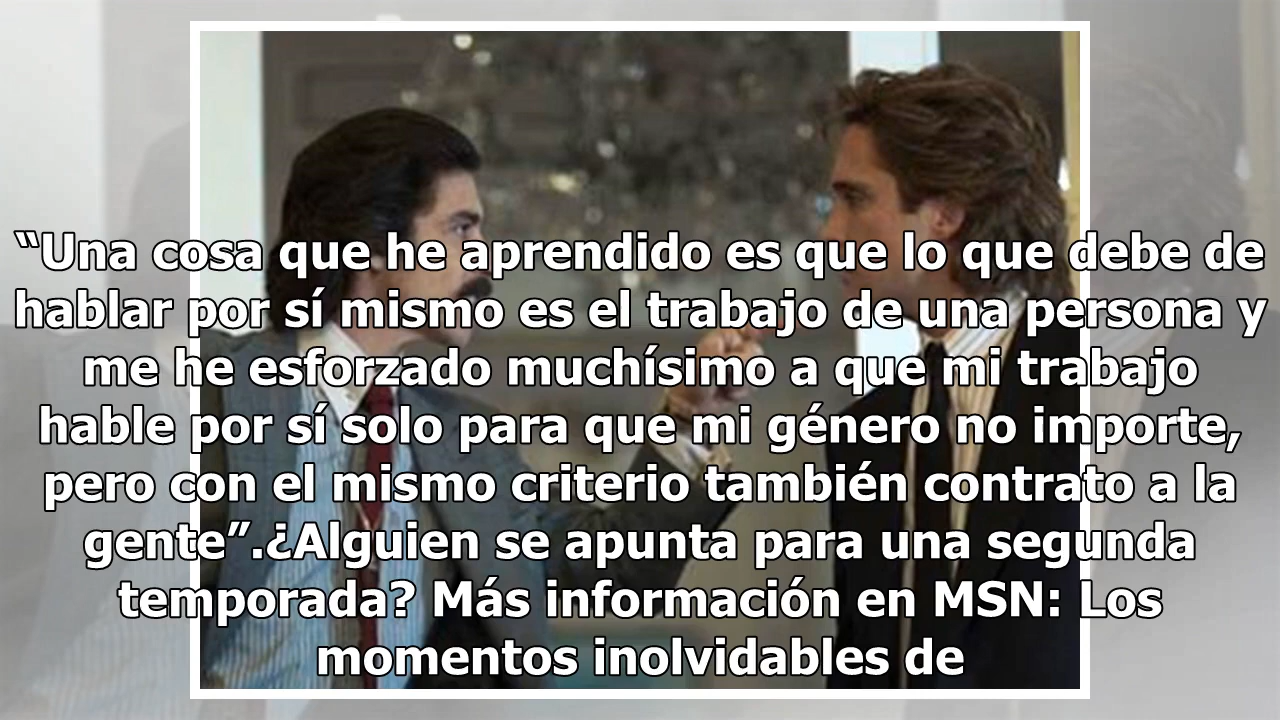 “Una cosa que he aprendido es que lo que debe de
hablar por sí mismo es el trabajo de una persona y
me he esforzado muchísimo a que mi trabajo
hable por sí solo para que mi género no importe,
pero con el mismo criterio también contrato a la
gente”.¿Alguien se apunta para una segunda
temporada? Más información en MSN: Los
momentos inolvidables de